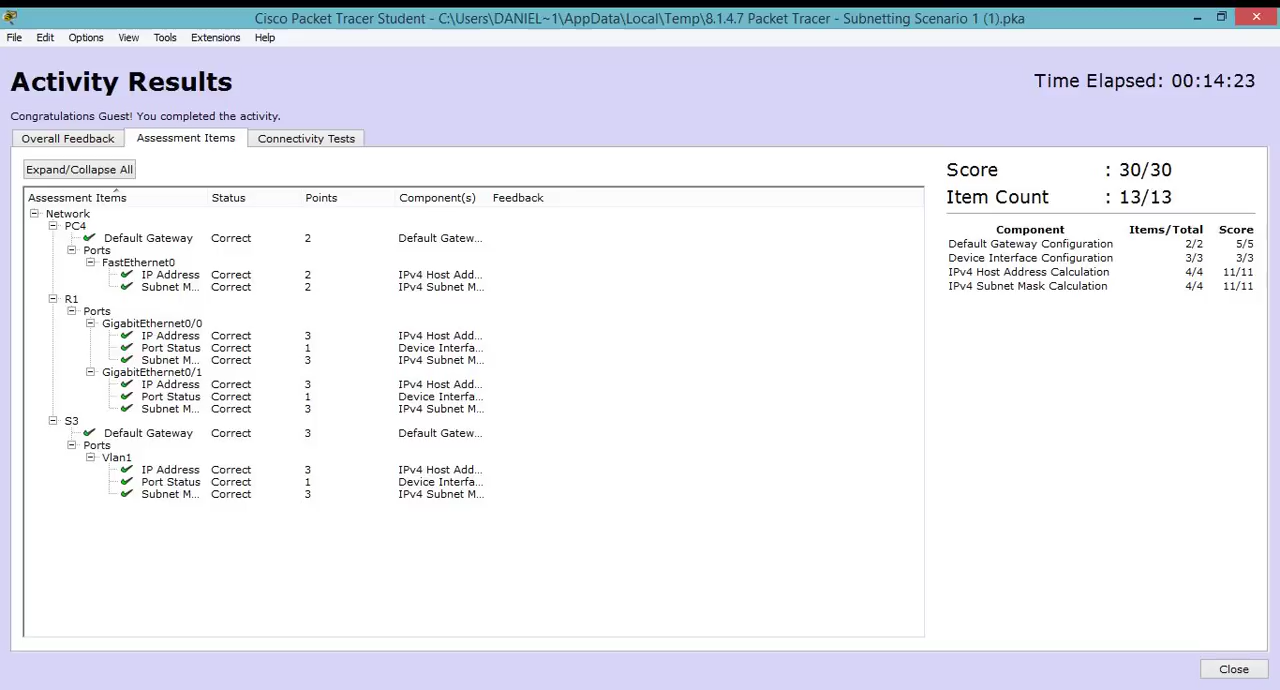 Cisco Packet Tracer Student - C:\Users\DANIEL~1\AppData\Local\Temp\8.1.4.7 Packet Tracer - Subnetting Scenario 1 (1).pka
File Edit Options View Tools Extensions Help
Activity Results
Time Elapsed: 00:14:23
Congratulations Guest! You completed the activity.
Overall Feedback Assessment Items Connectivity Tests
Expand/Collapse All
Assessment Items Status Points Component(s) Feedback
Network
PC4
Default Gateway Correct 2 Default Gatew...
Ports
FastEthernet0
IP Address Correct 2 IPv4 Host Add...
Subnet M... Correct 2 IPv4 Subnet M...
R1
Ports
GigabitEthernet0/0
IP Address Correct 3 IPv4 Host Add...
Port Status Correct 1 Device Interfa...
Subnet M... Correct 3 IPv4 Subnet M...
GigabitEthernet0/1
IP Address Correct 3 IPv4 Host Add...
Port Status Correct 1 Device Interfa...
Subnet M... Correct 3 IPv4 Subnet M...
S3
Default Gateway Correct 3 Default Gatew...
Ports
Vlan1
IP Address Correct 3 IPv4 Host Add...
Port Status Correct 1 Device Interfa...
Subnet M... Correct 3 IPv4 Subnet M...
Score : 30/30
Item Count : 13/13
Component Items/Total Score
Default Gateway Configuration 2/2 5/5
Device Interface Configuration 3/3 3/3
IPv4 Host Address Calculation 4/4 11/11
IPv4 Subnet Mask Calculation 4/4 11/11
Close